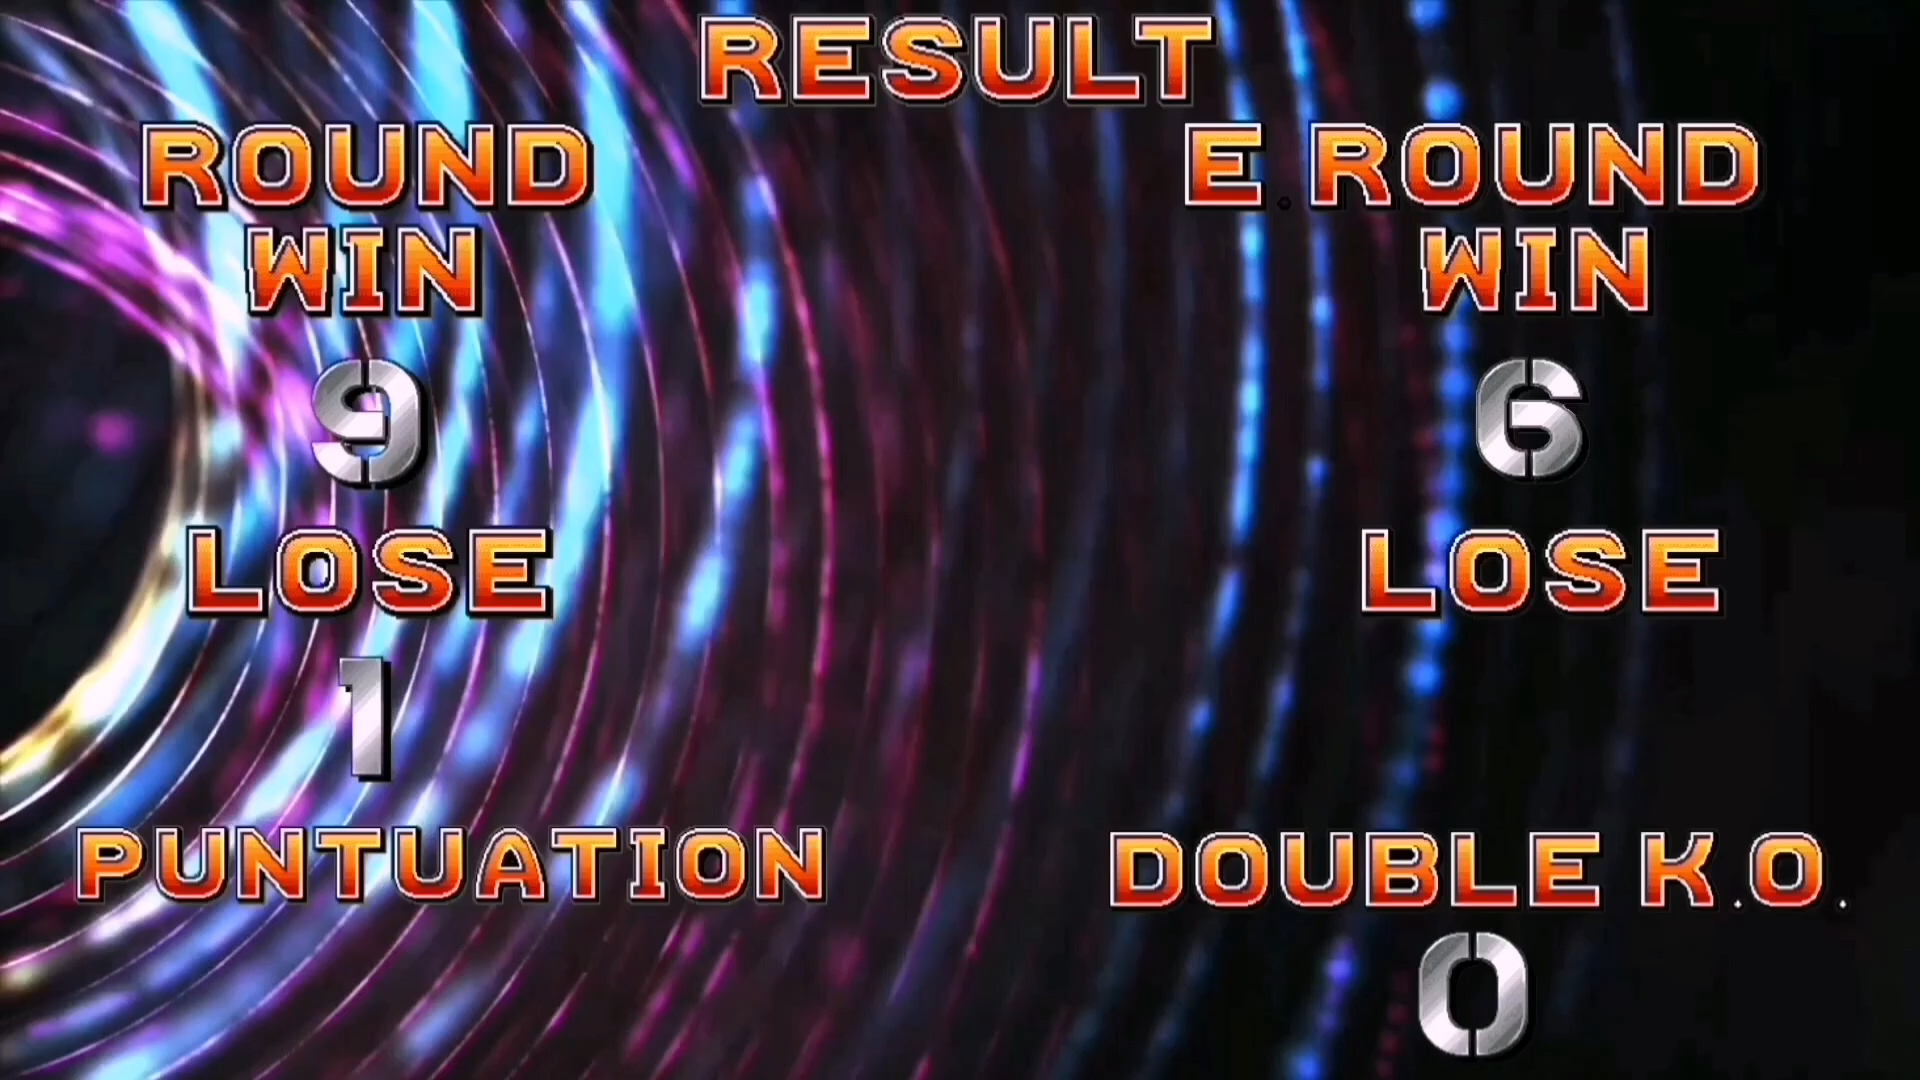 RESULT
ROUND
WIN
9
LOSE
1
PUNTUATION
E.ROUND
WIN
6
LOSE
DOUBLE K.O.
0